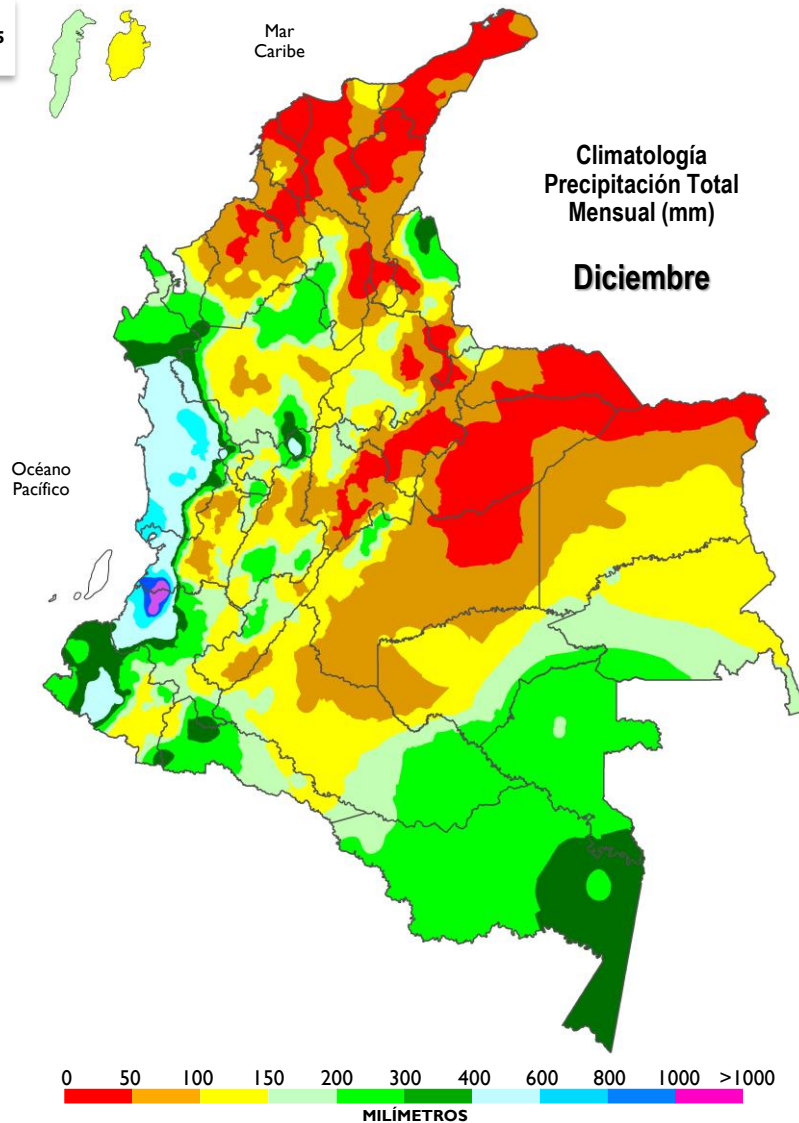 5
Mar
Caribe
Climatología
Precipitación Total
Mensual (mm)
Diciembre
Océano
Pacífico
0 50 100 150 200 300 400 600 800 1000 >1000
MILÍMETROS